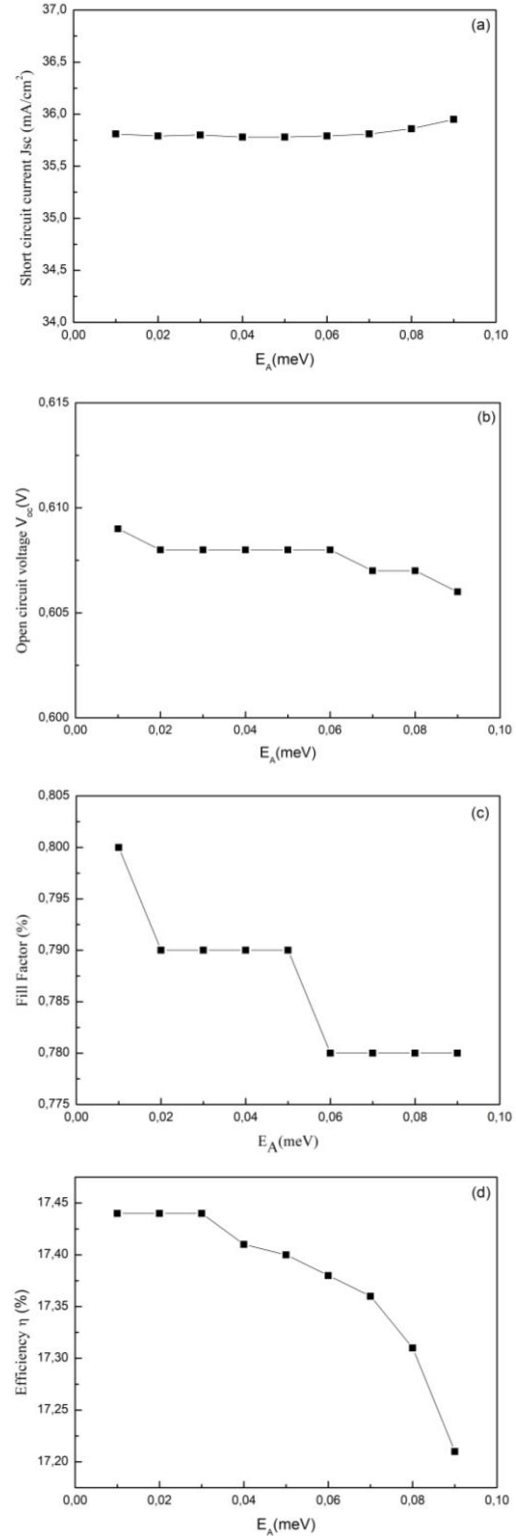 (a)
Short circuit current Jsc (mA/cm²)
37,0
36,5
36,0
35,5
35,0
34,5
34,0
0,00 0,02 0,04 0,06 0,08 0,10
E_A(meV)
(b)
Open circuit voltage V_oc(V)
0,615
0,610
0,605
0,600
0,00 0,02 0,04 0,06 0,08 0,10
E_A(meV)
(c)
Fill Factor (%)
0,805
0,800
0,795
0,790
0,785
0,780
0,775
0,00 0,02 0,04 0,06 0,08 0,10
E_A(meV)
(d)
Efficiency η (%)
17,45
17,40
17,35
17,30
17,25
17,20
0,00 0,02 0,04 0,06 0,08 0,10
E_A(meV)